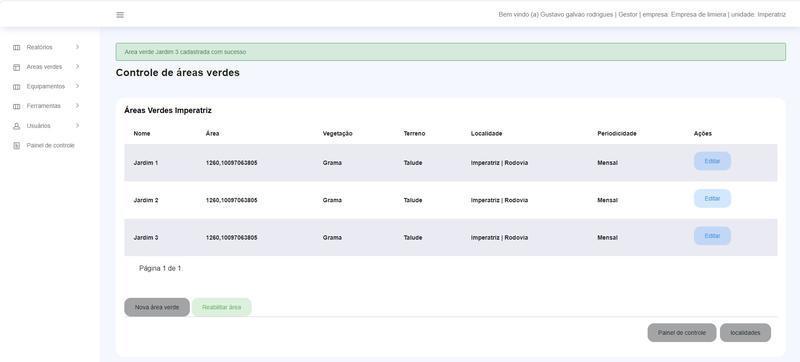 Bem vindo (a) Gustavo galvao rodrigues | Gestor | empresa: Empresa de limiera | unidade: Imperatriz
Reatórios
Areas verdes
Equipamentos
Ferramentas
Usuários
Painel de controle
Area verde Jardim 3 cadastrada com sucesso
Controle de áreas verdes
Áreas Verdes Imperatriz
Nome Área Vegetação Terreno Localidade Periodicidade Ações
Jardim 1 1260,10097063805 Grama Talude Imperatriz | Rodovia Mensal Editar
Jardim 2 1260,10097063805 Grama Talude Imperatriz | Rodovia Mensal Editar
Jardim 3 1260,10097063805 Grama Talude Imperatriz | Rodovia Mensal Editar
Página 1 de 1.
Nova área verde Reabilitar área
Painel de controle localidades